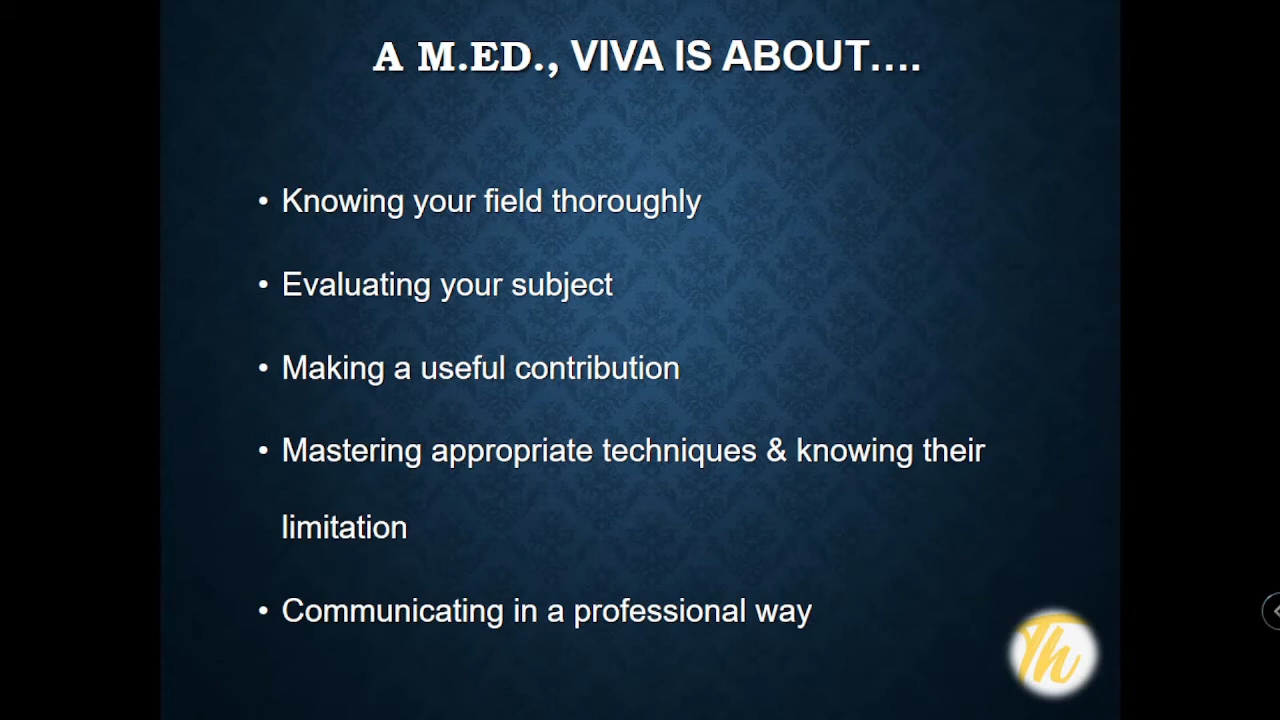 A M.ED., VIVA IS ABOUT....
• Knowing your field thoroughly
• Evaluating your subject
• Making a useful contribution
• Mastering appropriate techniques & knowing their
limitation
• Communicating in a professional way
Th